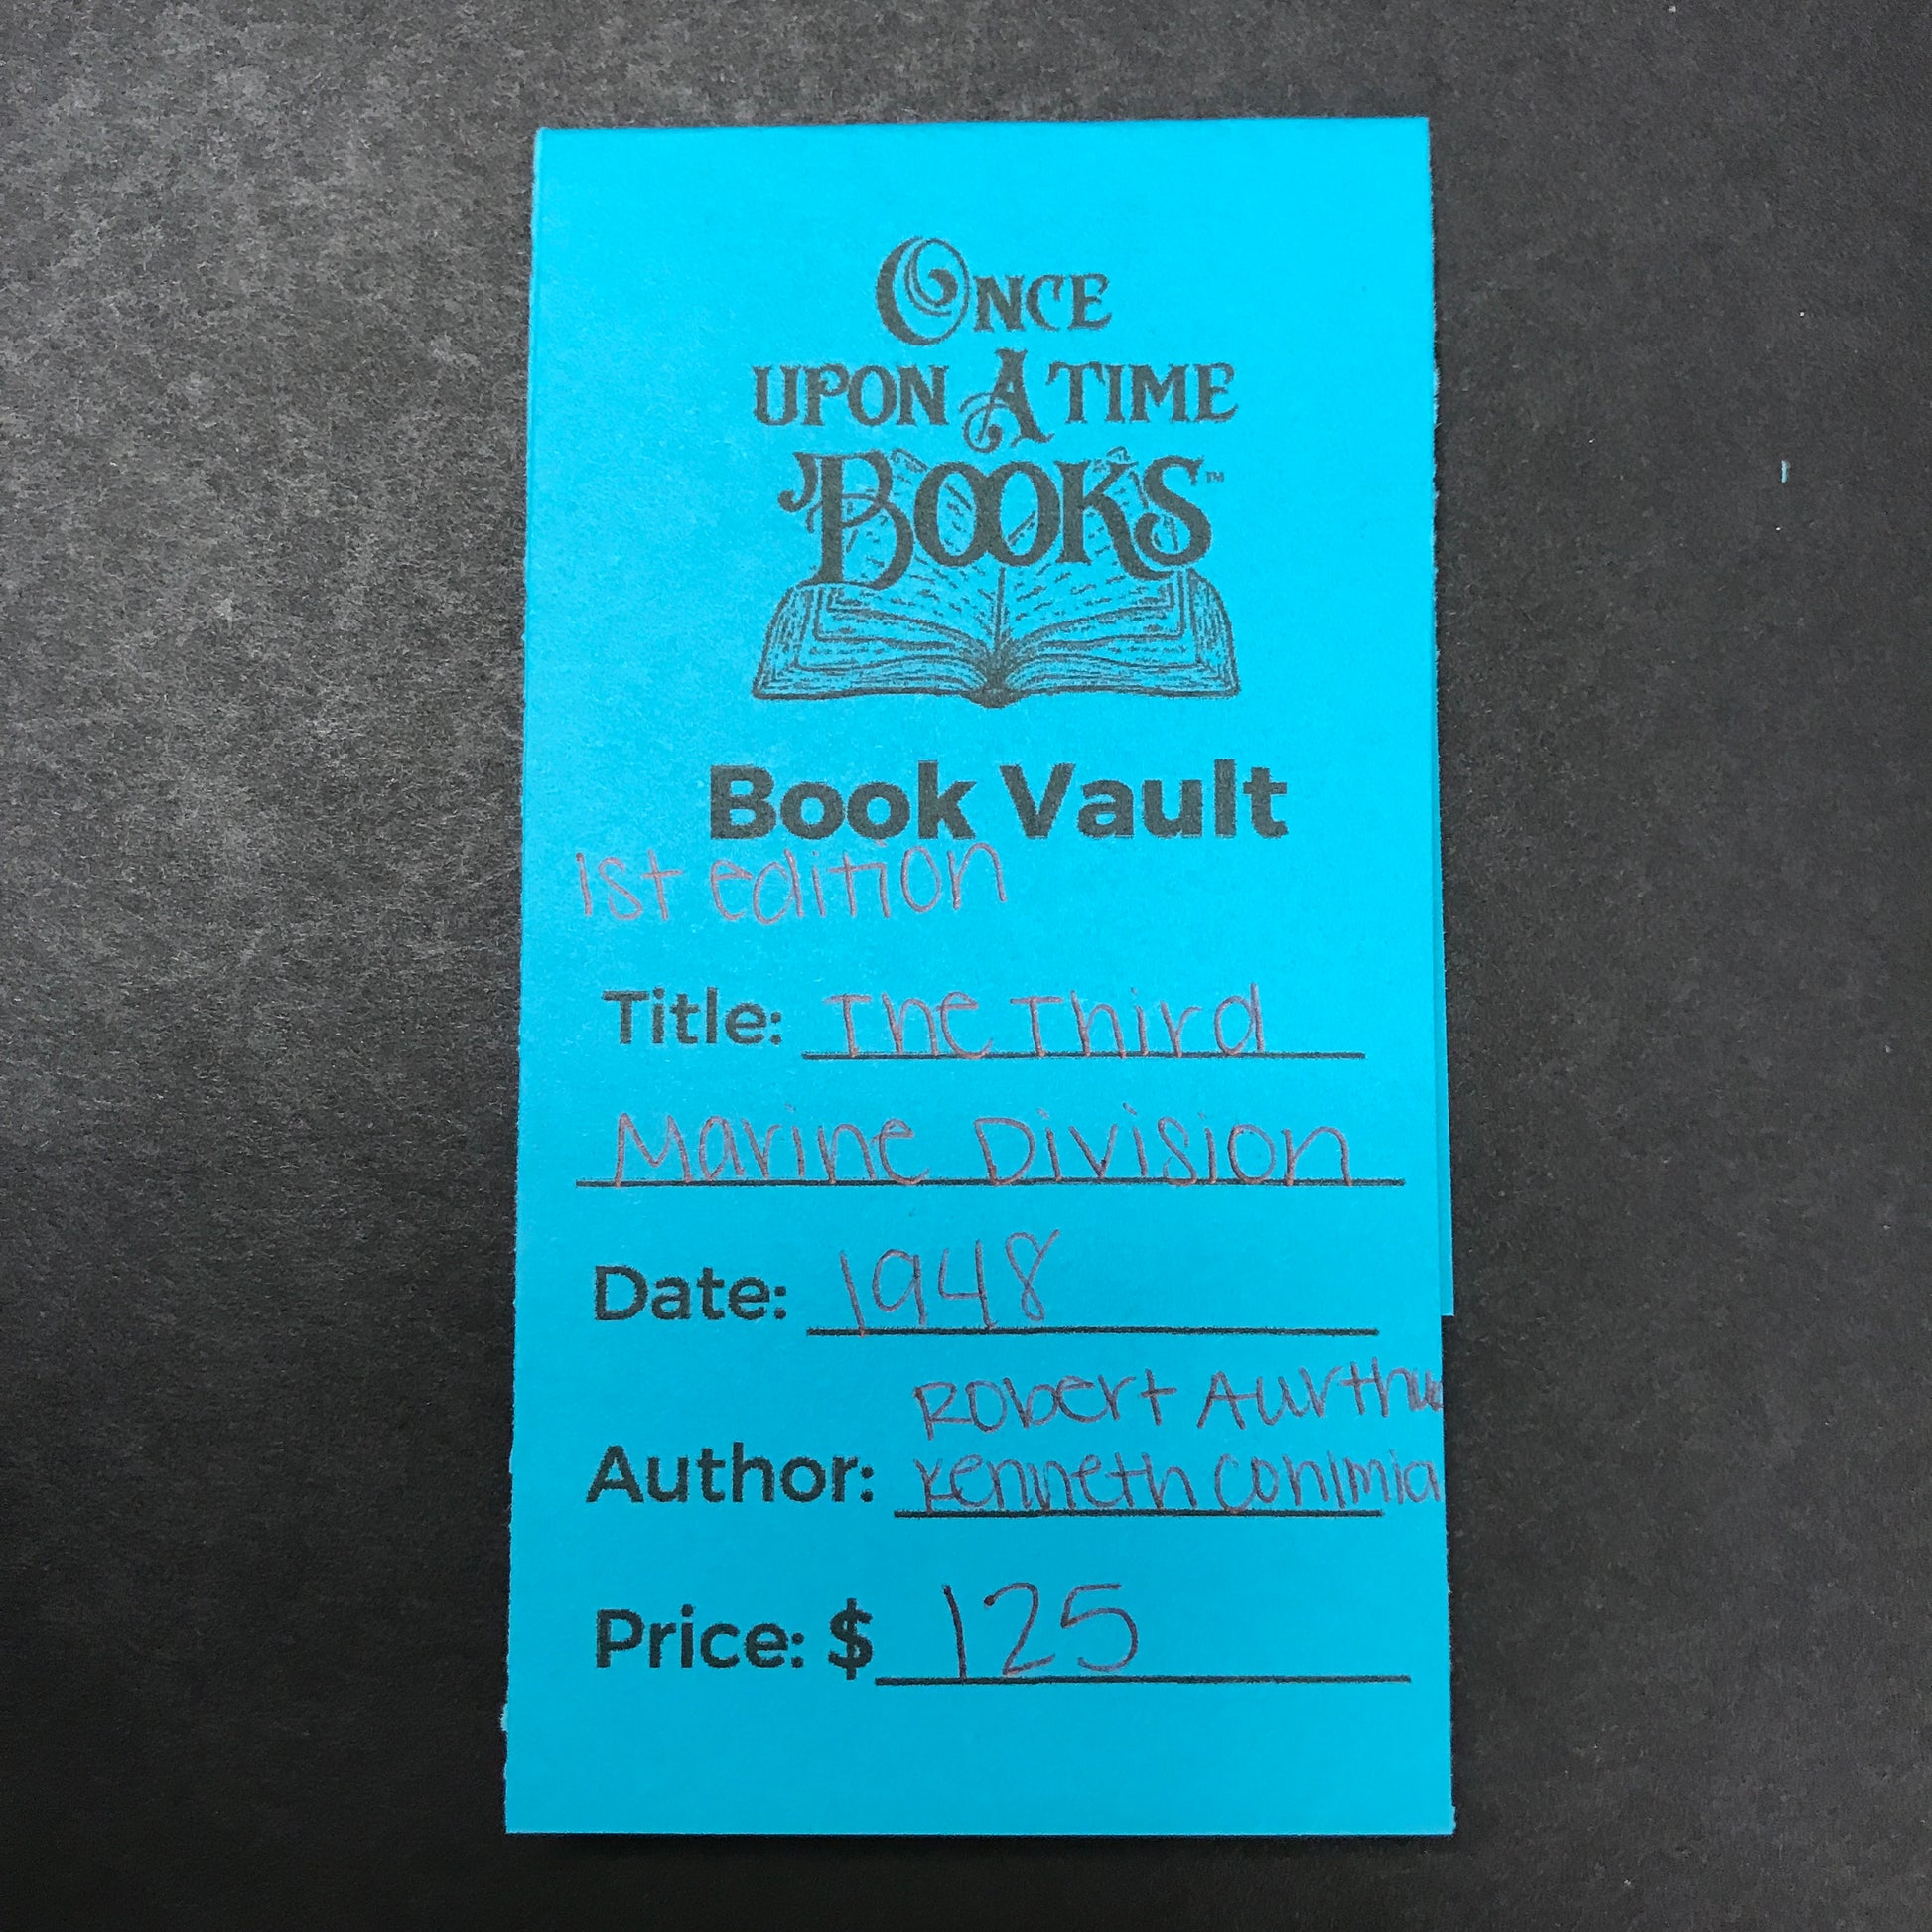 ONCE
UPON A TIME
BOOKS™
Book Vault
1st edition
Title: The Third
Marine Division
Date: 1948
Robert Aurthu
Author: Kenneth Cohlmia
Price: $ 125